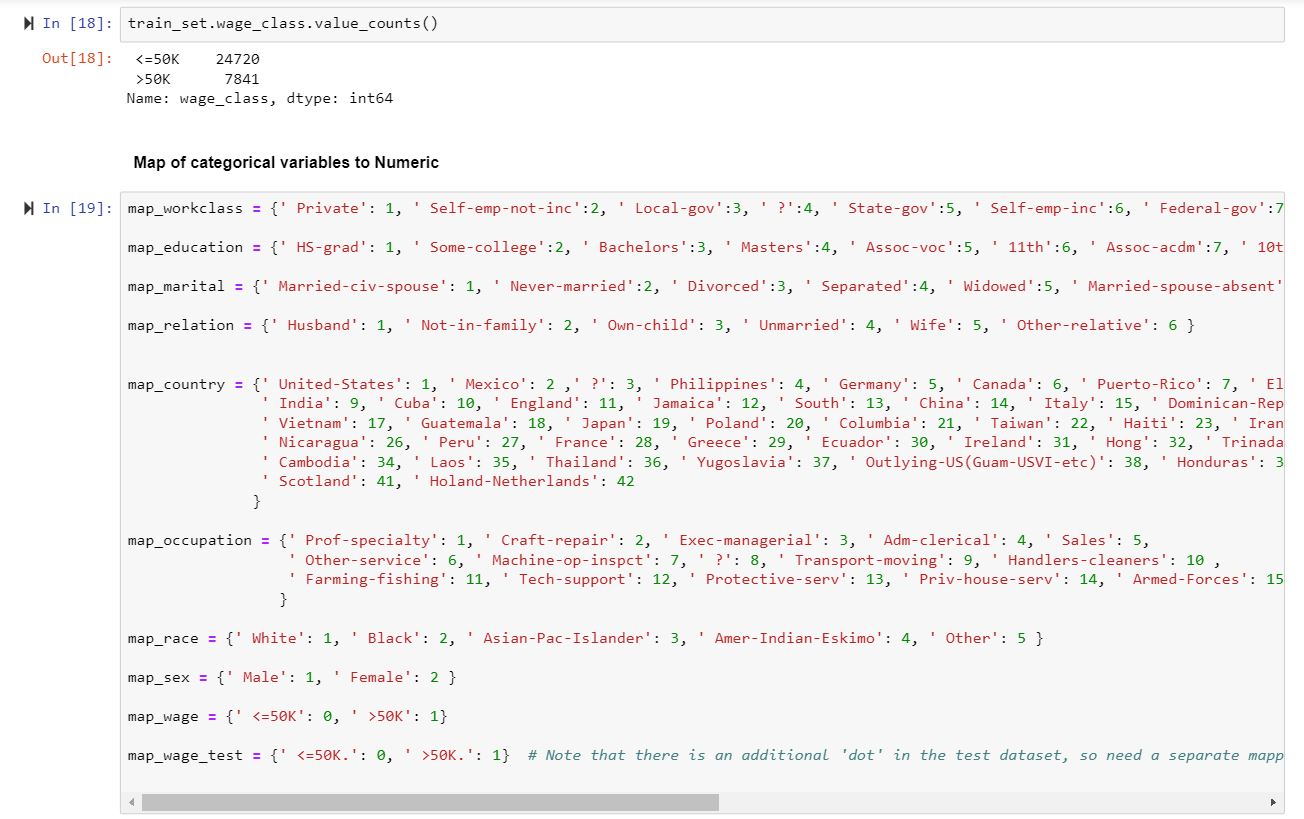 In [18]: train_set.wage_class.value_counts()
Out[18]: <=50K 24720
>50K 7841
Name: wage_class, dtype: int64
Map of categorical variables to Numeric
In [19]: map_workclass = {' Private': 1, ' Self-emp-not-inc':2, ' Local-gov':3, ' ?':4, ' State-gov':5, ' Self-emp-inc':6, ' Federal-gov':7
map_education = {' HS-grad': 1, ' Some-college':2, ' Bachelors':3, ' Masters':4, ' Assoc-voc':5, ' 11th':6, ' Assoc-acdm':7, ' 10t
map_marital = {' Married-civ-spouse': 1, ' Never-married':2, ' Divorced':3, ' Separated':4, ' Widowed':5, ' Married-spouse-absent'
map_relation = {' Husband': 1, ' Not-in-family': 2, ' Own-child': 3, ' Unmarried': 4, ' Wife': 5, ' Other-relative': 6 }
map_country = {' United-States': 1, ' Mexico': 2 ,' ?': 3, ' Philippines': 4, ' Germany': 5, ' Canada': 6, ' Puerto-Rico': 7, ' El
' India': 9, ' Cuba': 10, ' England': 11, ' Jamaica': 12, ' South': 13, ' China': 14, ' Italy': 15, ' Dominican-Rep
' Vietnam': 17, ' Guatemala': 18, ' Japan': 19, ' Poland': 20, ' Columbia': 21, ' Taiwan': 22, ' Haiti': 23, ' Iran
' Nicaragua': 26, ' Peru': 27, ' France': 28, ' Greece': 29, ' Ecuador': 30, ' Ireland': 31, ' Hong': 32, ' Trinada
' Cambodia': 34, ' Laos': 35, ' Thailand': 36, ' Yugoslavia': 37, ' Outlying-US(Guam-USVI-etc)': 38, ' Honduras': 3
' Scotland': 41, ' Holand-Netherlands': 42
}
map_occupation = {' Prof-specialty': 1, ' Craft-repair': 2, ' Exec-managerial': 3, ' Adm-clerical': 4, ' Sales': 5,
' Other-service': 6, ' Machine-op-inspct': 7, ' ?': 8, ' Transport-moving': 9, ' Handlers-cleaners': 10 ,
' Farming-fishing': 11, ' Tech-support': 12, ' Protective-serv': 13, ' Priv-house-serv': 14, ' Armed-Forces': 15
}
map_race = {' White': 1, ' Black': 2, ' Asian-Pac-Islander': 3, ' Amer-Indian-Eskimo': 4, ' Other': 5 }
map_sex = {' Male': 1, ' Female': 2 }
map_wage = {' <=50K': 0, ' >50K': 1}
map_wage_test = {' <=50K.': 0, ' >50K.': 1} # Note that there is an additional 'dot' in the test dataset, so need a separate mapp